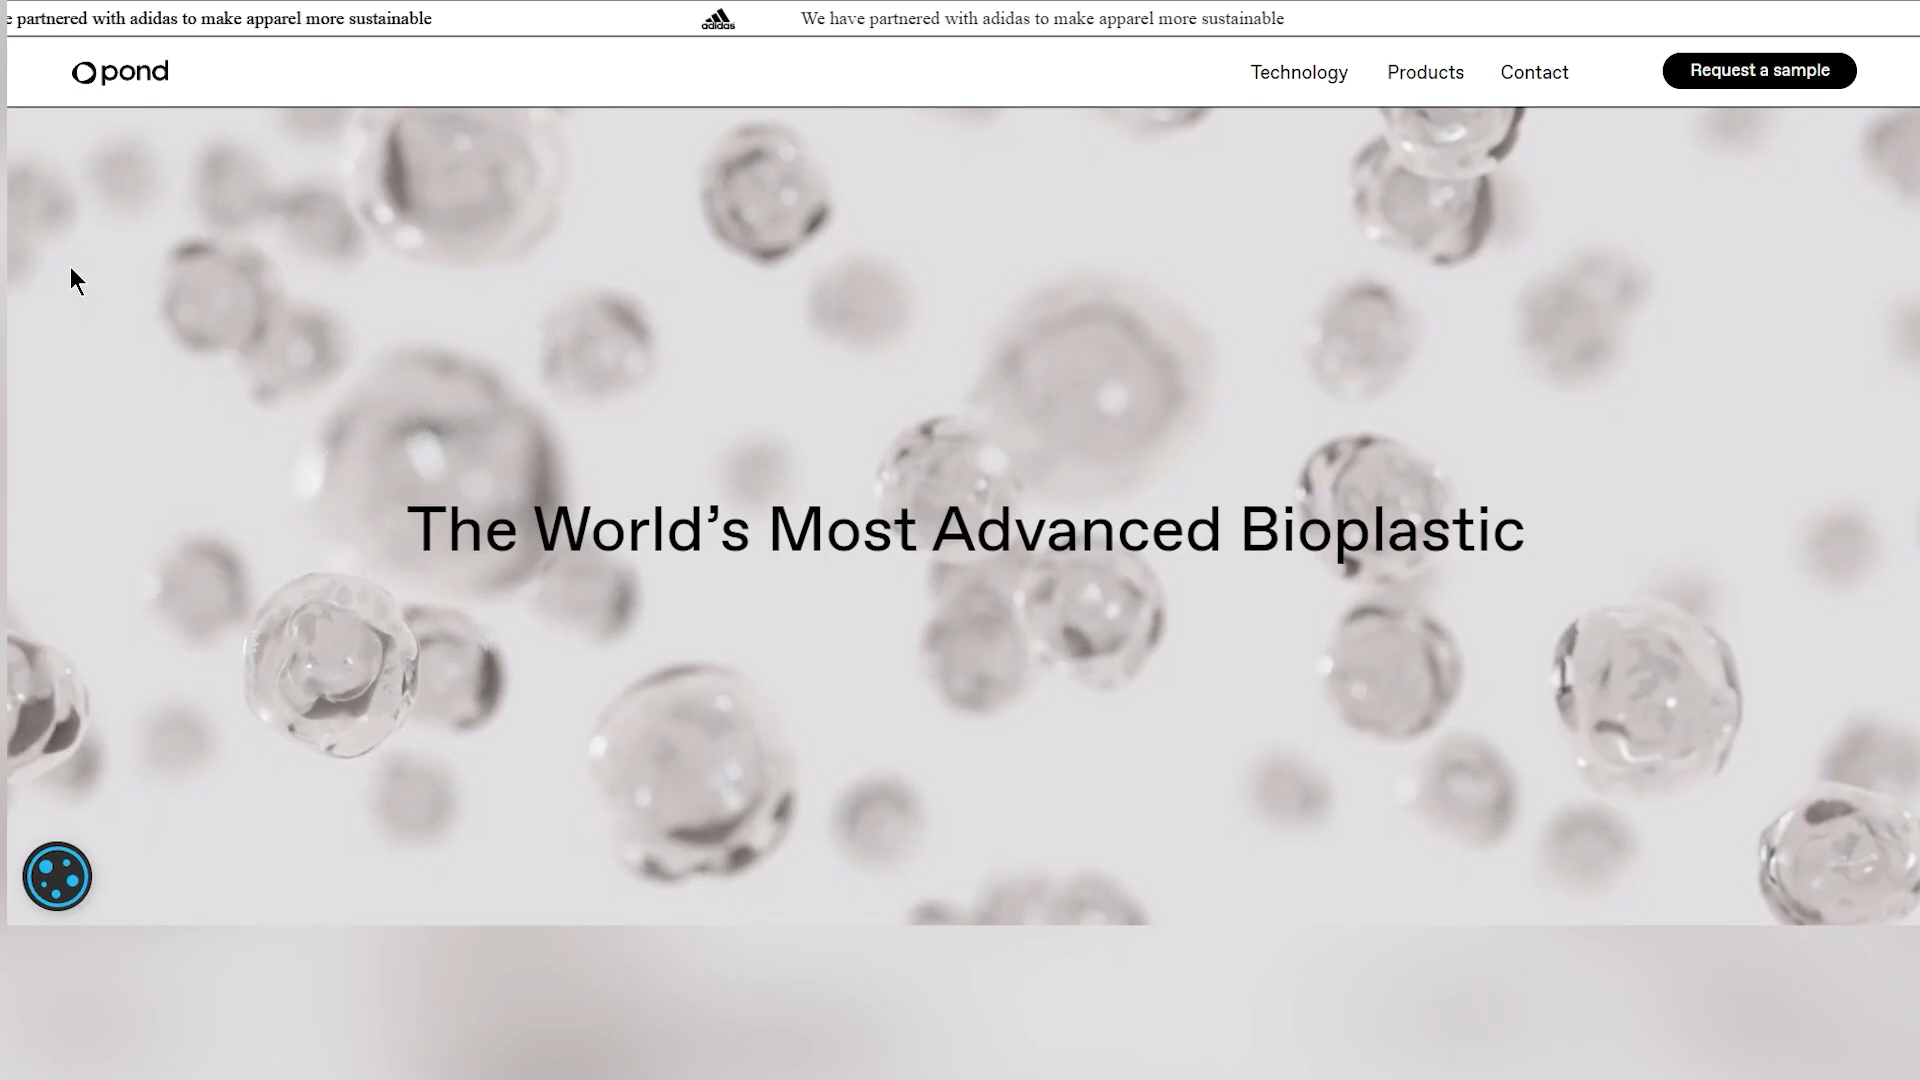 e partnered with adidas to make apparel more sustainable
adidas
We have partnered with adidas to make apparel more sustainable
pond
Technology
Products
Contact
Request a sample
The World’s Most Advanced Bioplastic